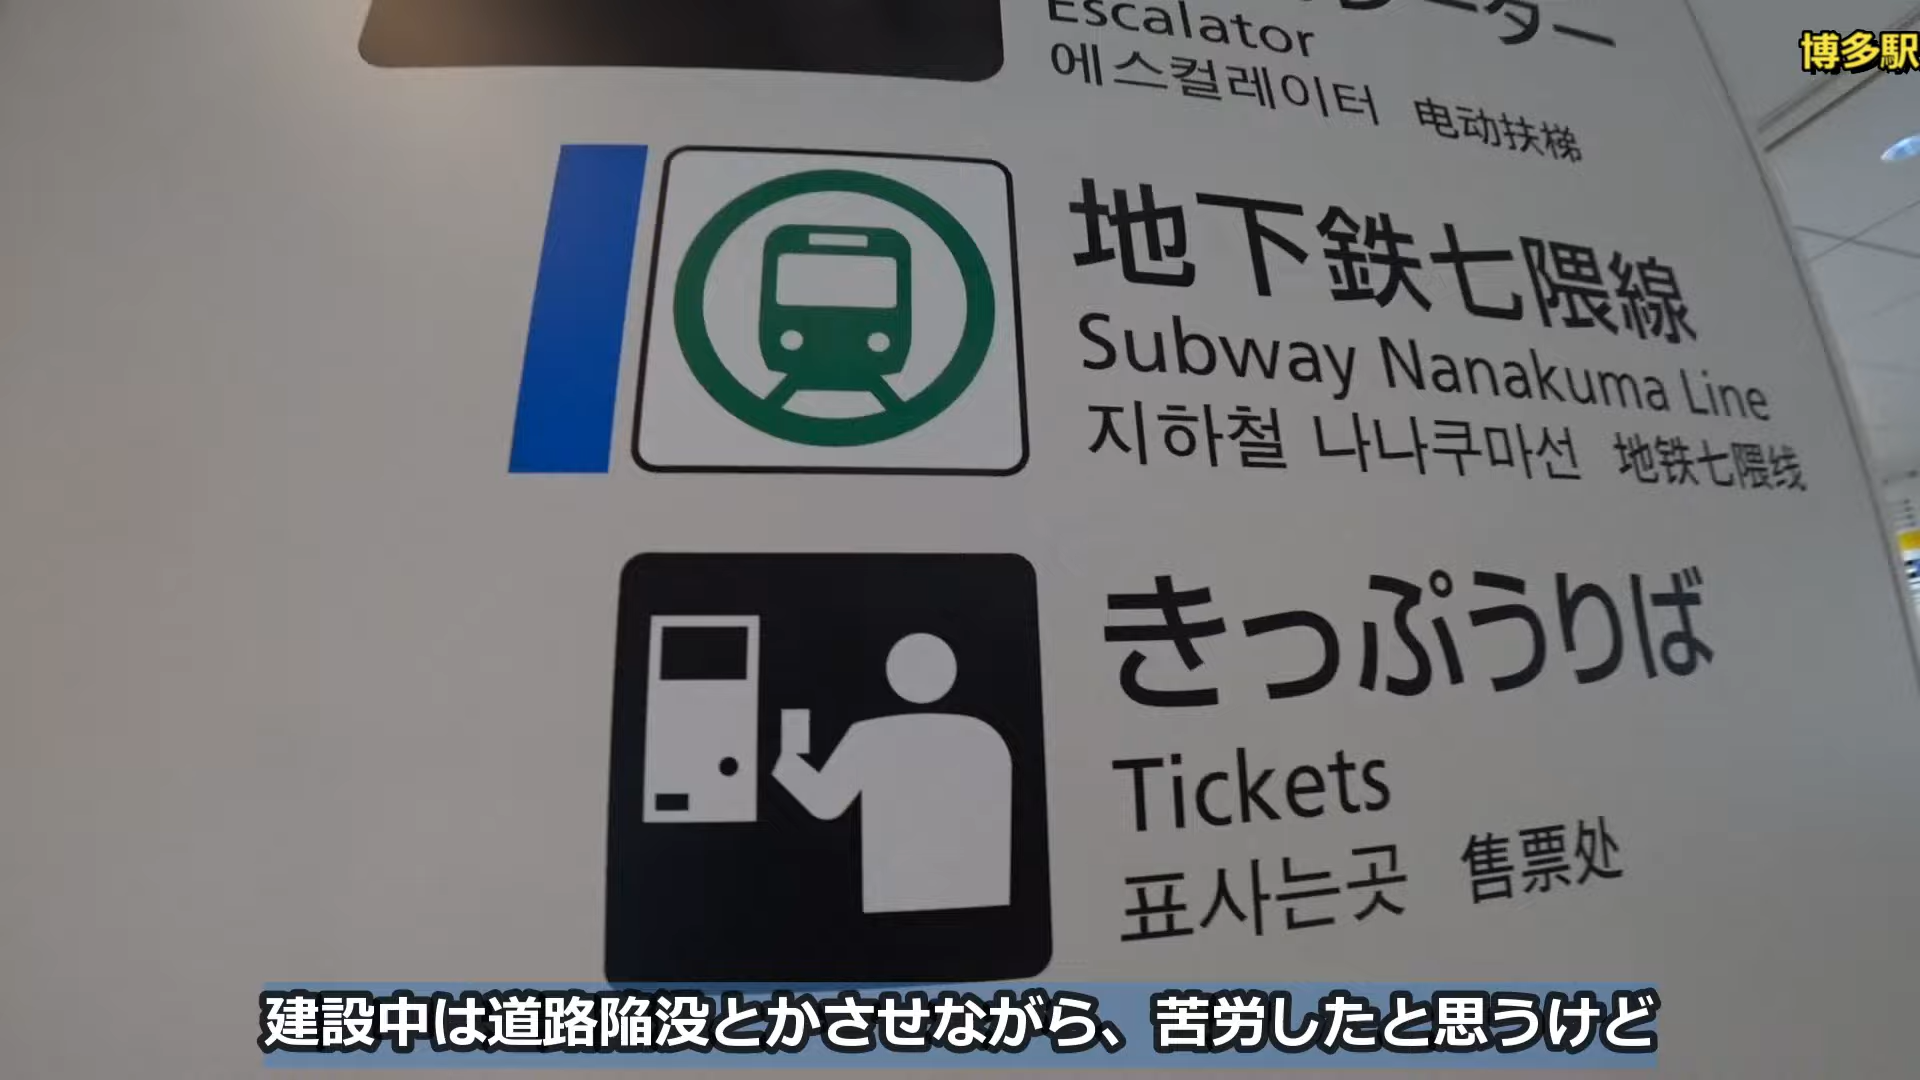 Escalator
에스컬레이터 电动扶梯
博多駅
地下鉄七隈線
Subway Nanakuma Line
지하철 나나쿠마선 地铁七隈线
きっぷうりば
Tickets
표사는곳 售票处
建設中は道路陥没とかさせながら、苦労したと思うけど